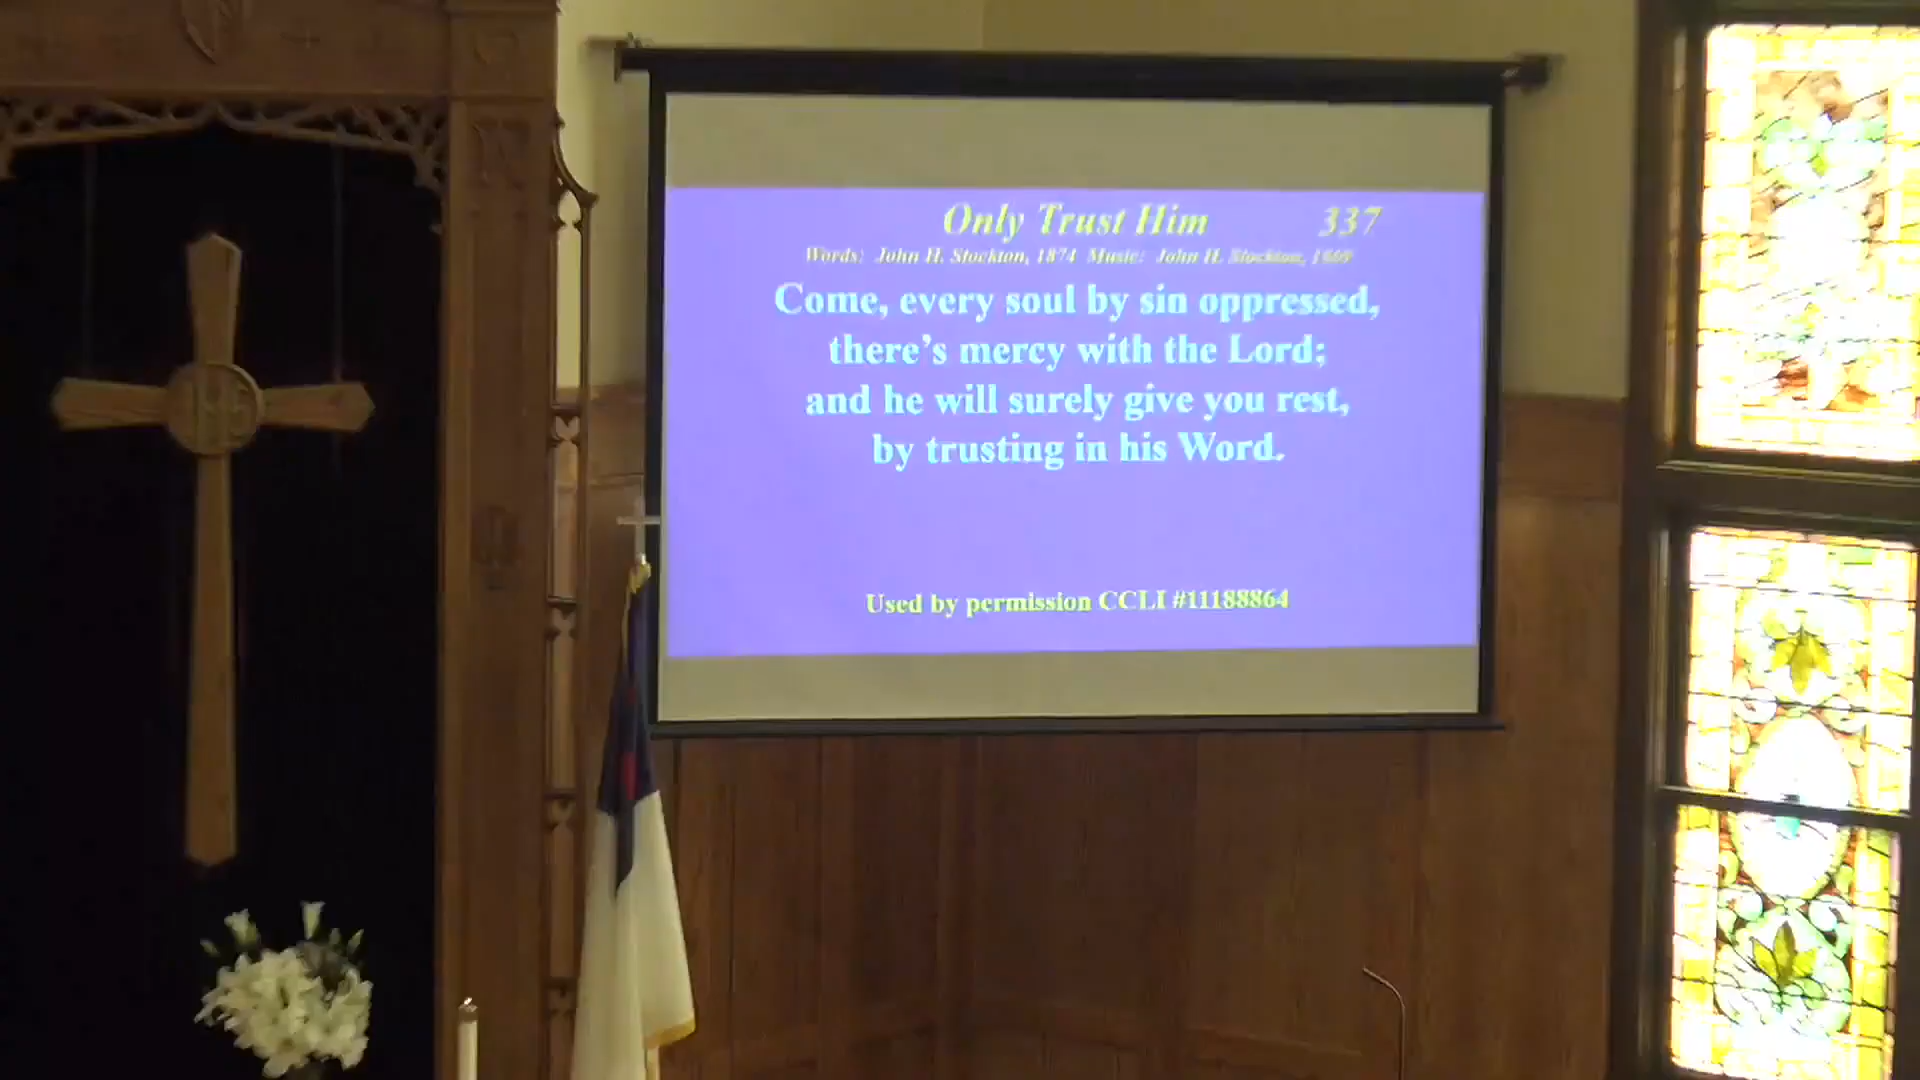 Only Trust Him 337
Words: John H. Stockton, 1874 Music: John H. Stockton,
Come, every soul by sin oppressed,
there's mercy with the Lord;
and he will surely give you rest,
by trusting in his Word.
Used by permission CCLI #11188864
IHS